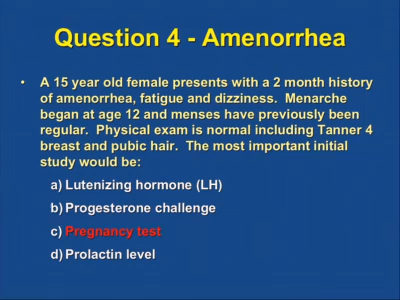 Question 4 - Amenorrhea
• A 15 year old female presents with a 2 month history
of amenorrhea, fatigue and dizziness. Menarche
began at age 12 and menses have previously been
regular. Physical exam is normal including Tanner 4
breast and pubic hair. The most important initial
study would be:
a) Lutenizing hormone (LH)
b) Progesterone challenge
c) Pregnancy test
d) Prolactin level